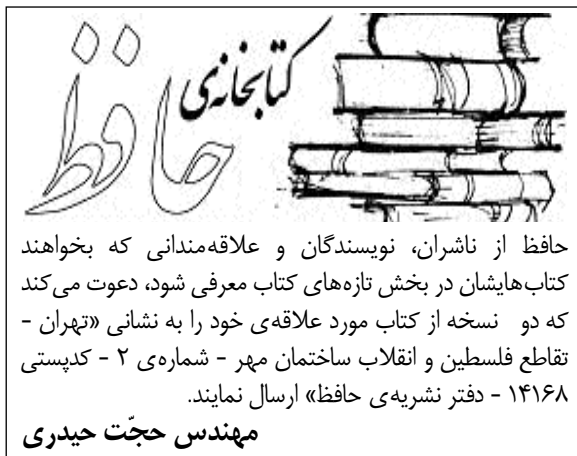 کتابخانه‌ی
حافظ
حافظ از ناشران، نویسندگان و علاقه‌مندانی که بخواهند
کتاب‌هایشان در بخش تازه‌های کتاب معرفی شود، دعوت می‌کند
که دو نسخه از کتاب مورد علاقه‌ی خود را به نشانی «تهران -
تقاطع فلسطین و انقلاب ساختمان مهر - شماره‌ی ۲ - کدپستی
۱۴۱۶۸ - دفتر نشریه‌ی حافظ» ارسال نمایند.
مهندس حجّت حیدری